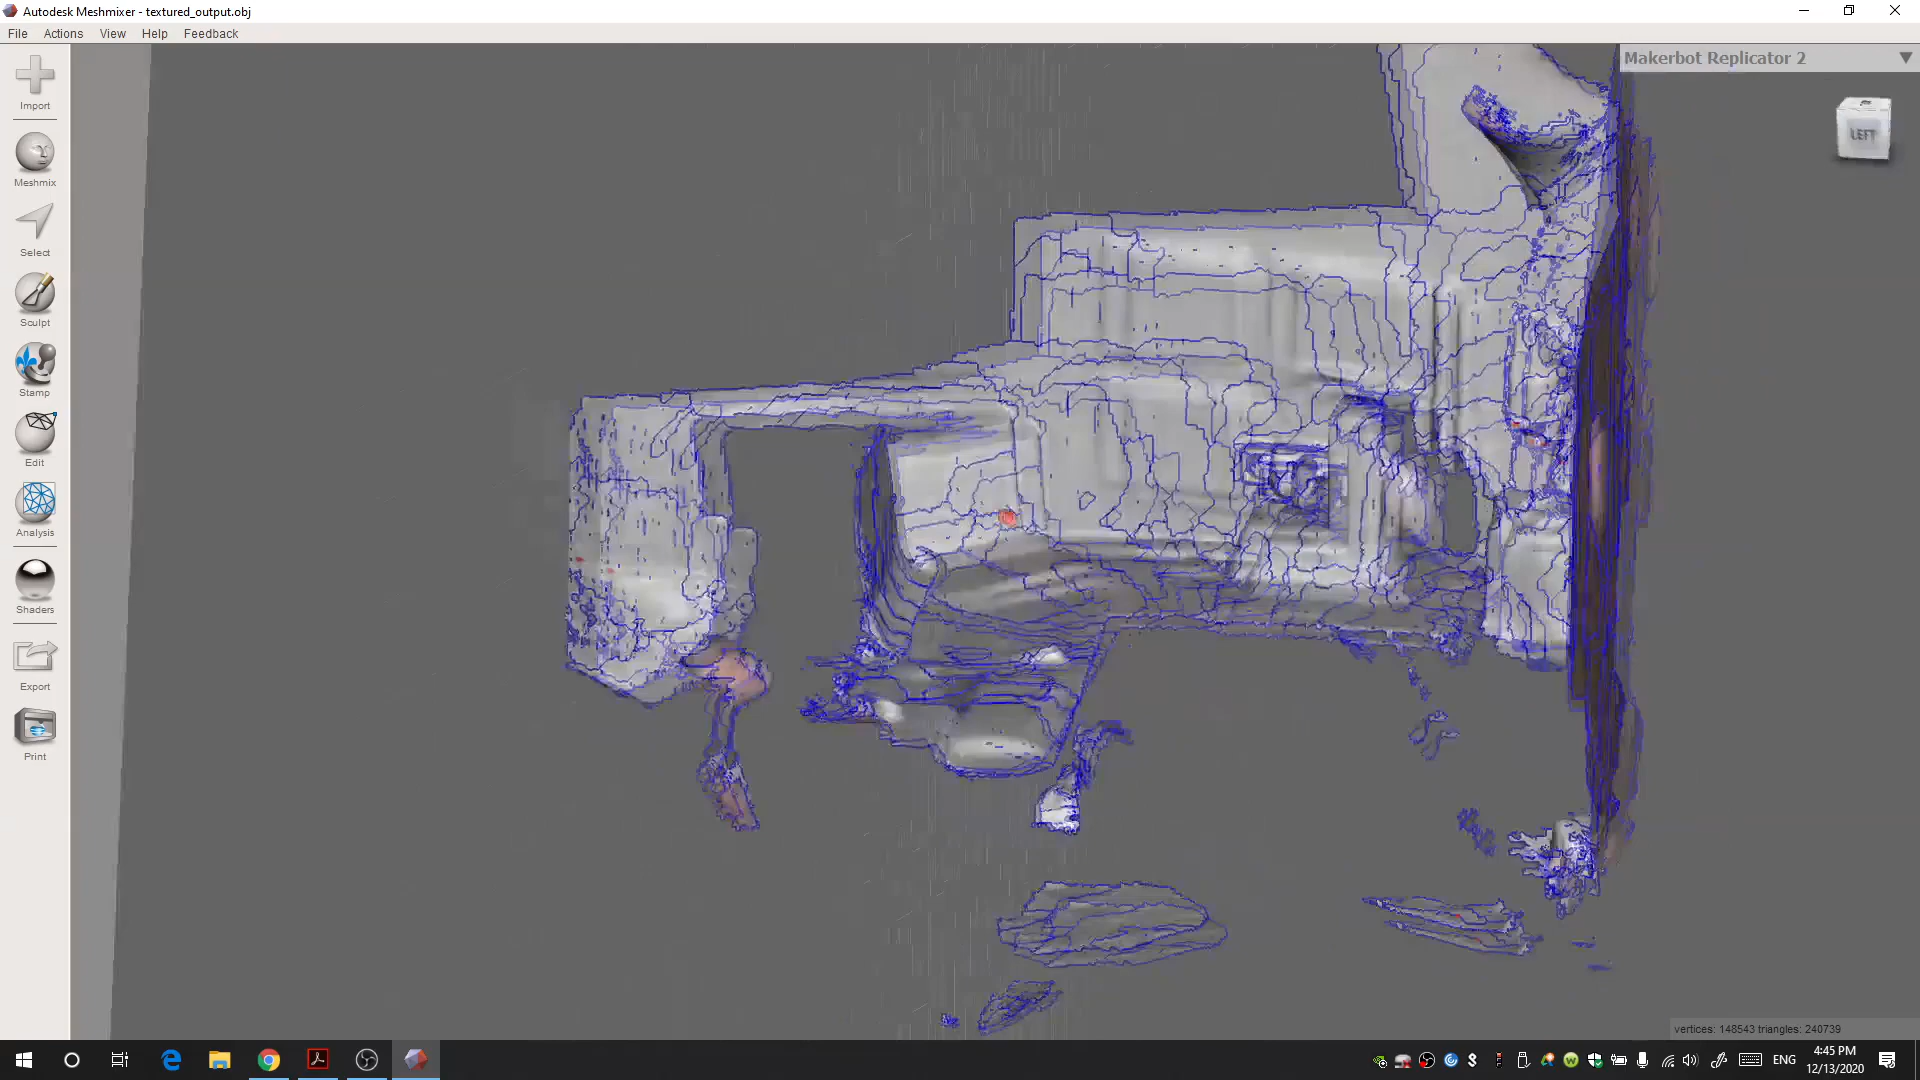 Autodesk Meshmixer - textured_output.obj
File Actions View Help Feedback
Makerbot Replicator 2
LEFT
Import
Meshmix
Select
Sculpt
Stamp
Edit
Analysis
Shaders
Export
Print
vertices: 148543 triangles: 240739
ENG
4:45 PM
12/13/2020